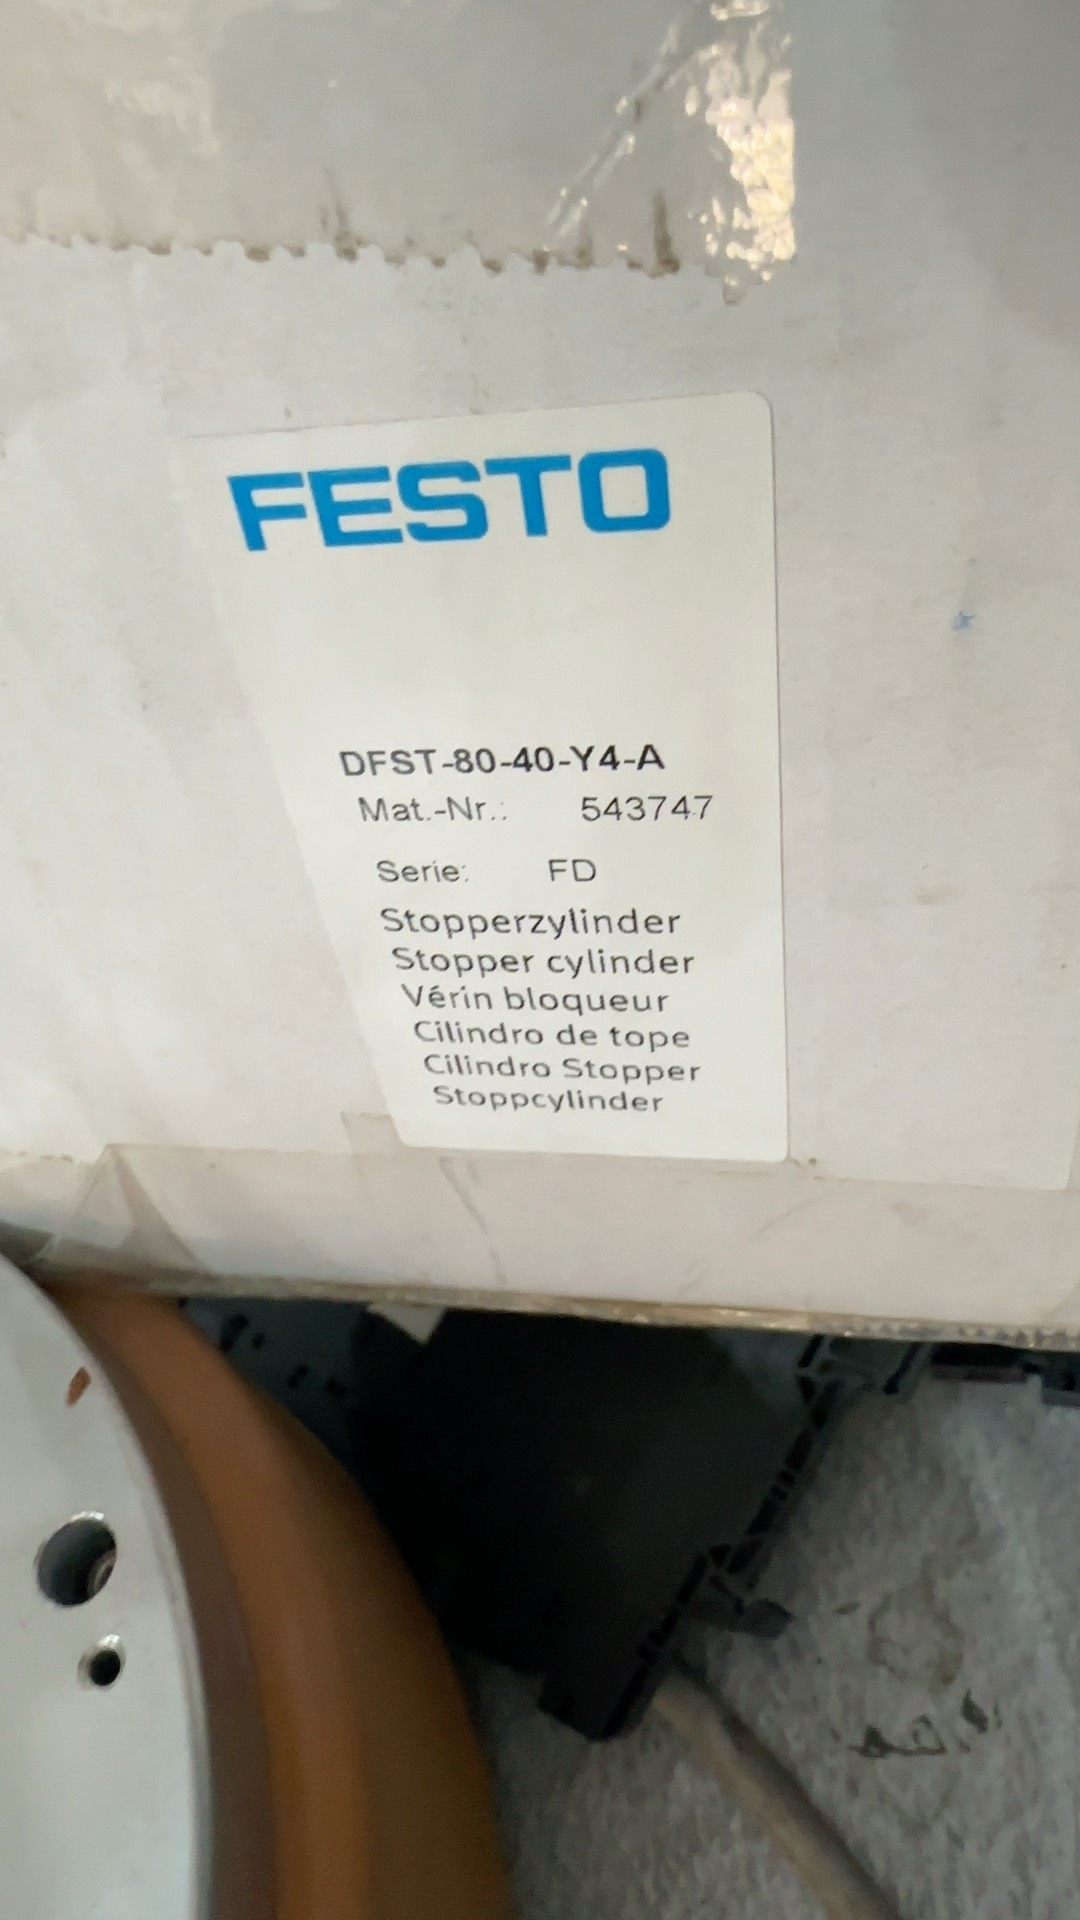 FESTO
DFST-80-40-Y4-A
Mat.-Nr.: 543747
Serie: FD
Stopperzylinder
Stopper cylinder
Vérin bloqueur
Cilindro de tope
Cilindro Stopper
Stoppcylinder